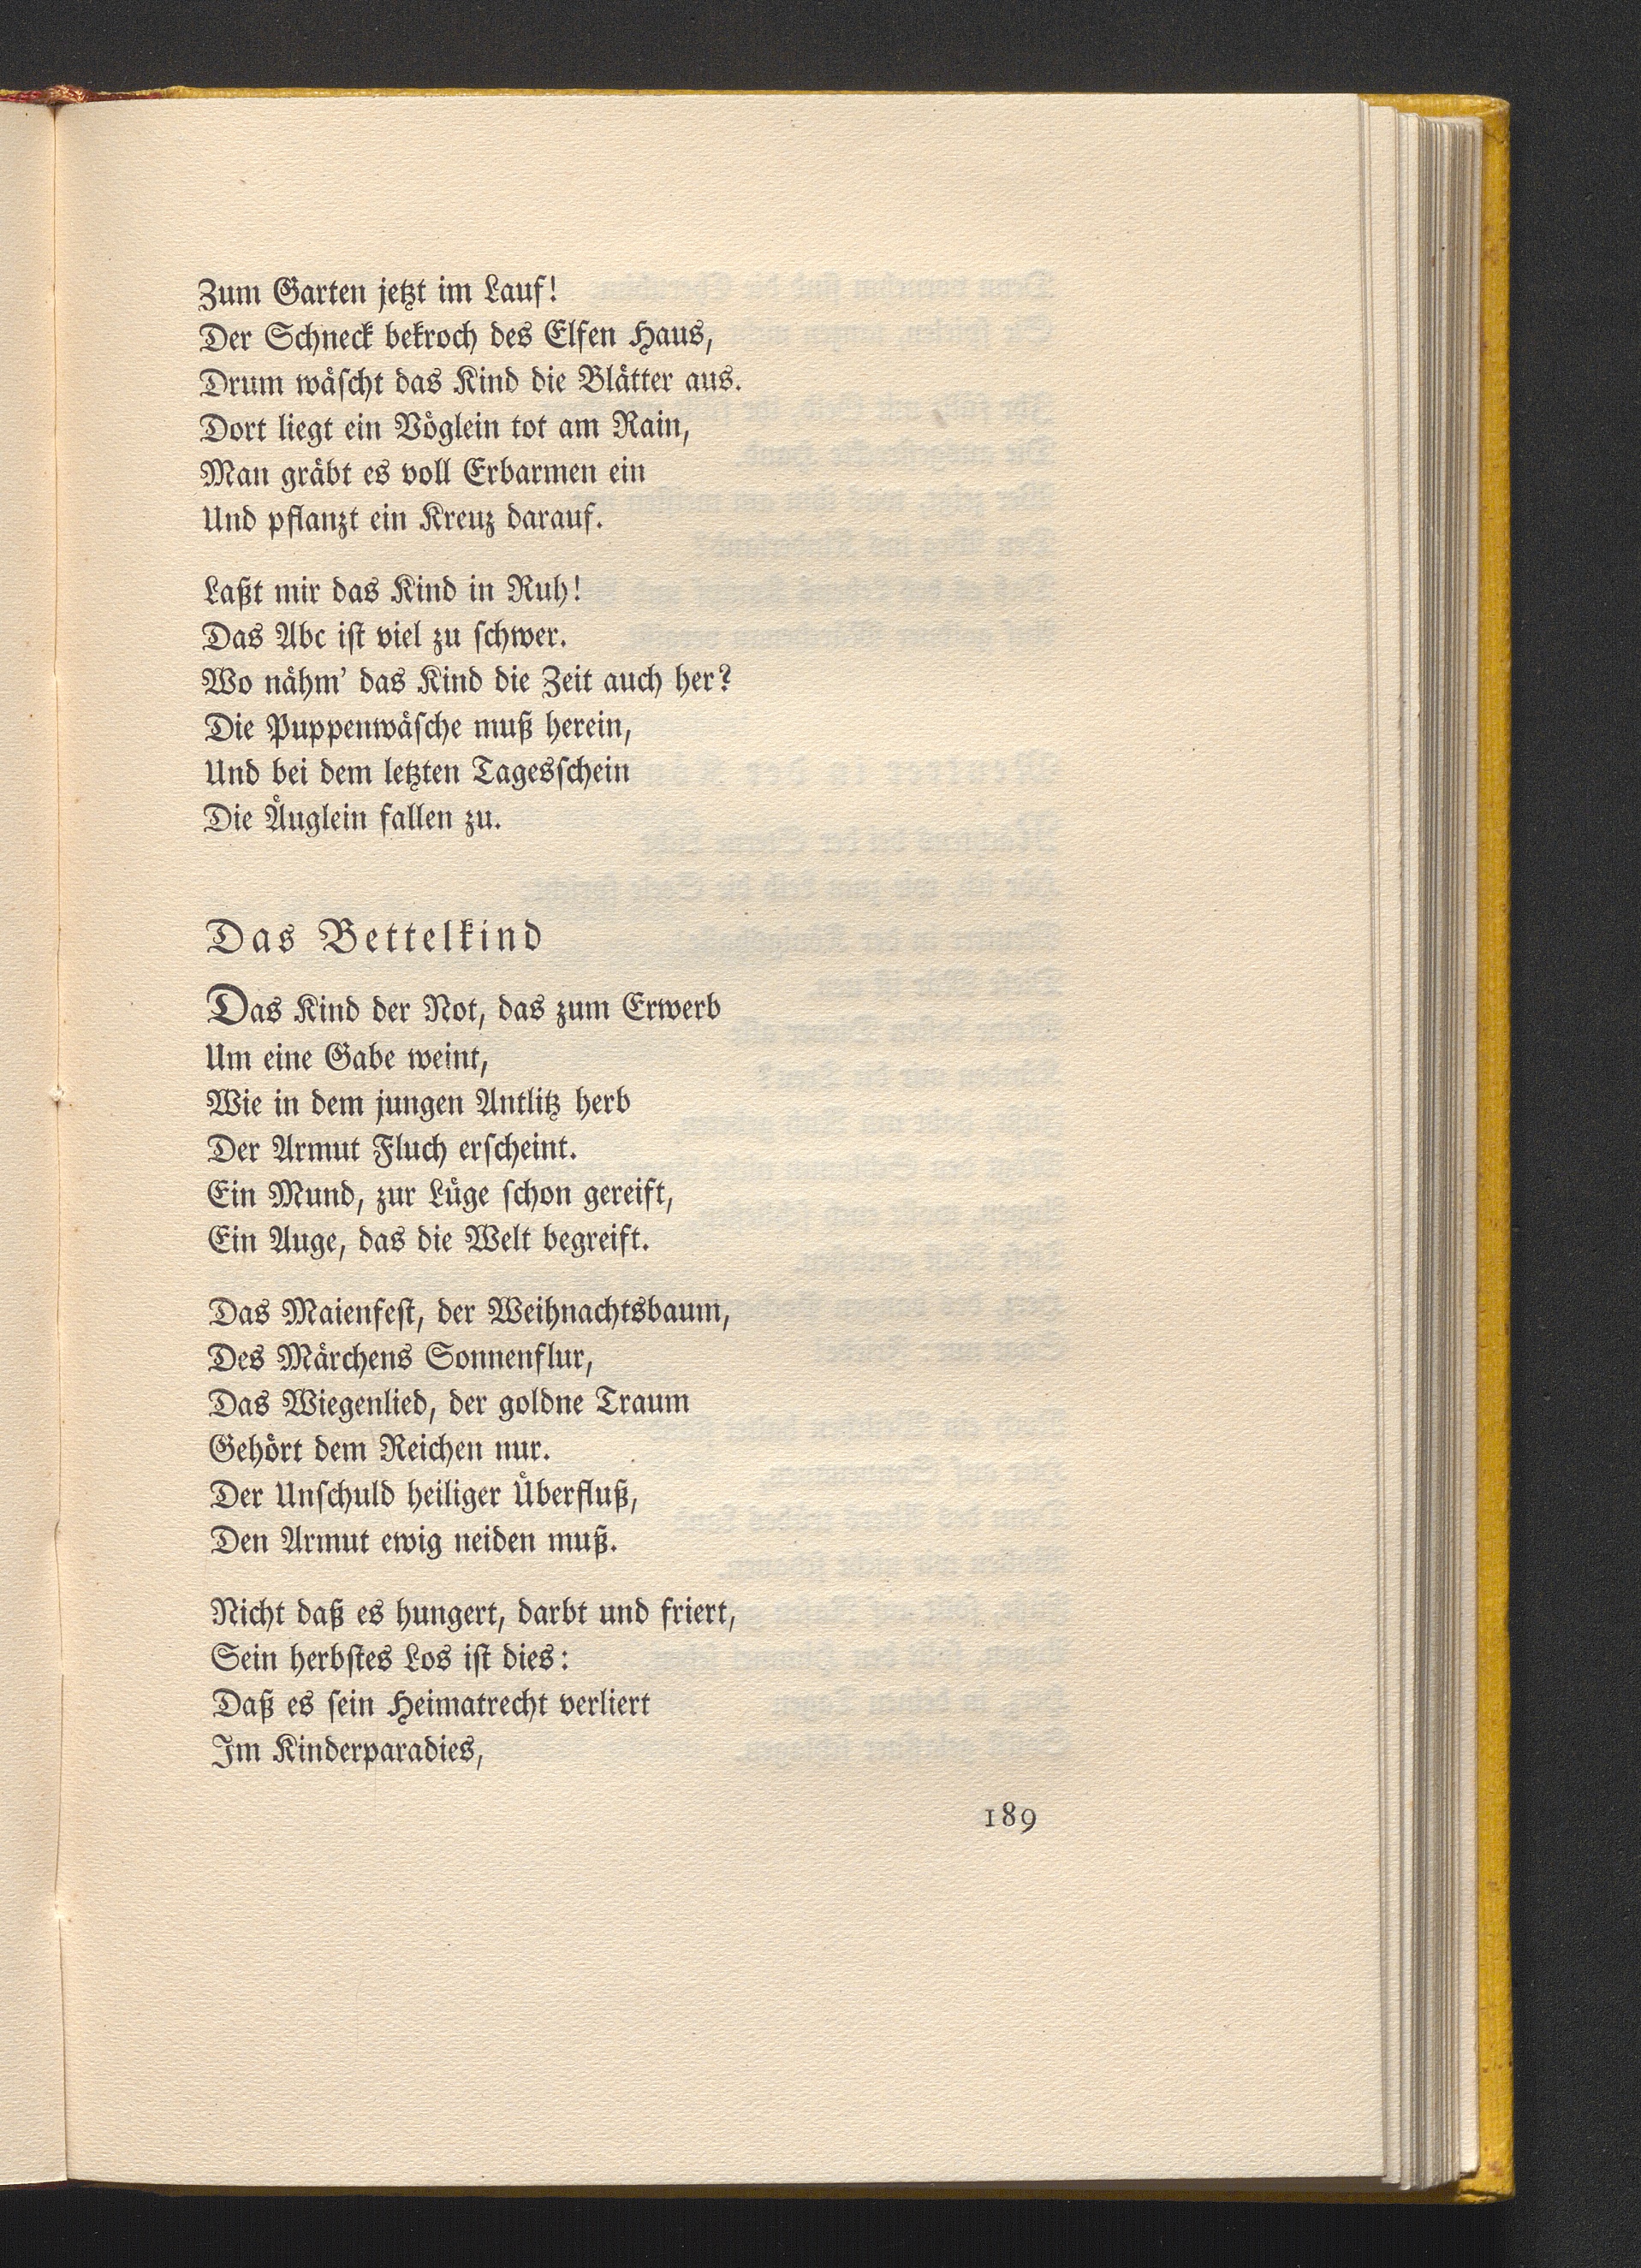 Zum Garten jetzt im Lauf!
Der Schneck bekroch des Elfen Haus,
Drum wäscht das Kind die Blätter aus.
Dort liegt ein Vöglein tot am Rain,
Man gräbt es voll Erbarmen ein
Und pflanzt ein Kreuz darauf.
Laßt mir das Kind in Ruh!
Das Abc ist viel zu schwer.
Wo nähm' das Kind die Zeit auch her?
Die Puppenwäsche muß herein,
Und bei dem letzten Tagesschein
Die Äuglein fallen zu.
Das Bettelkind
Das Kind der Not, das zum Erwerb
Um eine Gabe weint,
Wie in dem jungen Antlitz herb
Der Armut Fluch erscheint.
Ein Mund, zur Lüge schon gereift,
Ein Auge, das die Welt begreift.
Das Maienfest, der Weihnachtsbaum,
Des Märchens Sonnenflur,
Das Wiegenlied, der goldne Traum
Gehört dem Reichen nur.
Der Unschuld heiliger Überfluß,
Den Armut ewig neiden muß.
Nicht daß es hungert, darbt und friert,
Sein herbstes Los ist dies:
Daß es sein Heimatrecht verliert
Im Kinderparadies,
189